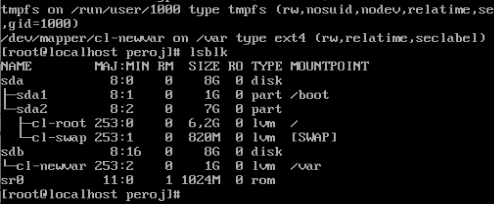 tmpfs on /run/user/1000 type tmpfs (rw,nosuid,nodev,relatime,se
,gid=1000)
/dev/mapper/cl-newvar on /var type ext4 (rw,relatime,seclabel)
[root@localhost peroj]# lsblk
NAME          MAJ:MIN RM  SIZE RO TYPE MOUNTPOINT
sda             8:0    0    8G  0 disk
├─sda1          8:1    0    1G  0 part /boot
└─sda2          8:2    0    7G  0 part
  ├─cl-root   253:0    0  6,2G  0 lvm  /
  └─cl-swap   253:1    0  820M  0 lvm  [SWAP]
sdb             8:16   0    8G  0 disk
└─cl-newvar   253:2    0    1G  0 lvm  /var
sr0            11:0    1 1024M  0 rom
[root@localhost peroj]#